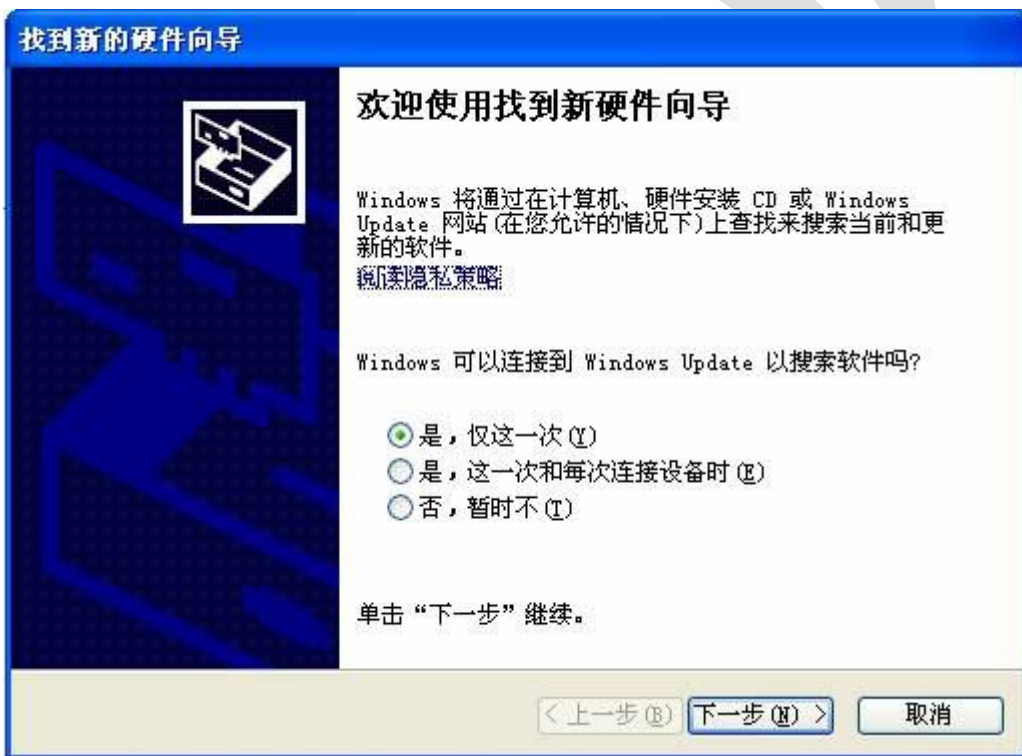 找到新的硬件向导
欢迎使用找到新硬件向导
Windows 将通过在计算机、硬件安装 CD 或 Windows
Update 网站(在您允许的情况下)上查找来搜索当前和更
新的软件。
阅读隐私策略
Windows 可以连接到 Windows Update 以搜索软件吗?
是，仅这一次(Y)
是，这一次和每次连接设备时(E)
否，暂时不(T)
单击“下一步”继续。
< 上一步(B) 下一步(N) > 取消